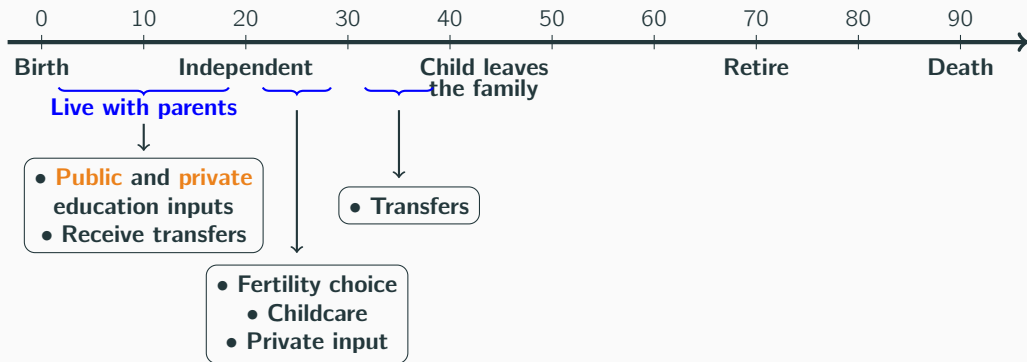 0 10 20 30 40 50 60 70 80 90
Birth Independent Child leaves Retire Death
the family
Live with parents
• Public and private
education inputs
• Receive transfers
• Transfers
• Fertility choice
• Childcare
• Private input